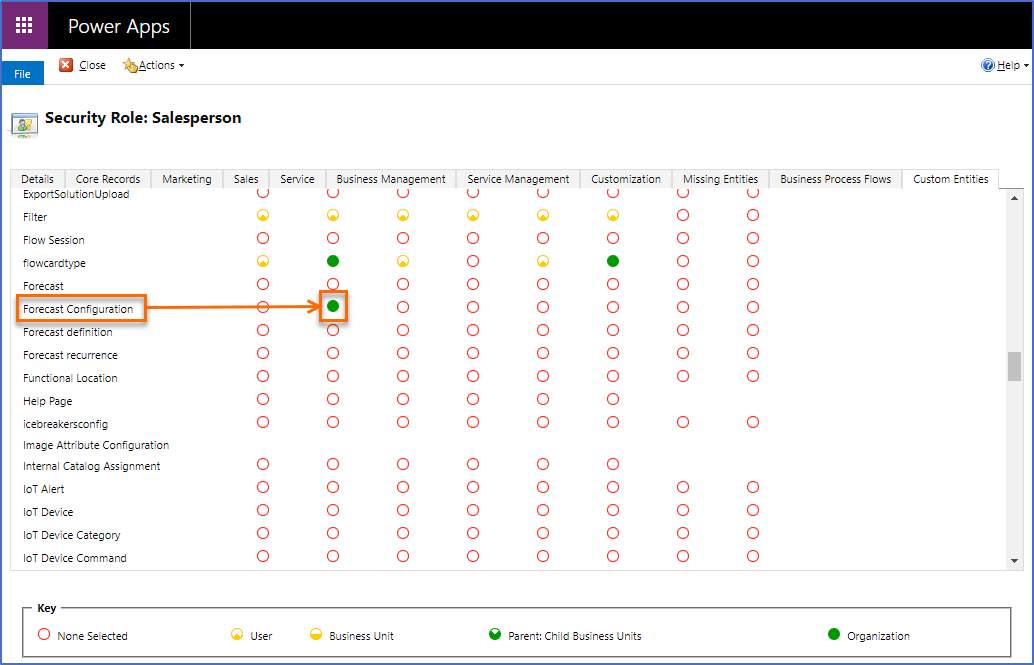 Power Apps
File Close Actions Help
Security Role: Salesperson
Details Core Records Marketing Sales Service Business Management Service Management Customization Missing Entities Business Process Flows Custom Entities
ExportSolutionUpload
Filter
Flow Session
flowcardtype
Forecast
Forecast Configuration
Forecast definition
Forecast recurrence
Functional Location
Help Page
icebreakersconfig
Image Attribute Configuration
Internal Catalog Assignment
IoT Alert
IoT Device
IoT Device Category
IoT Device Command
Key
None Selected User Business Unit Parent: Child Business Units Organization